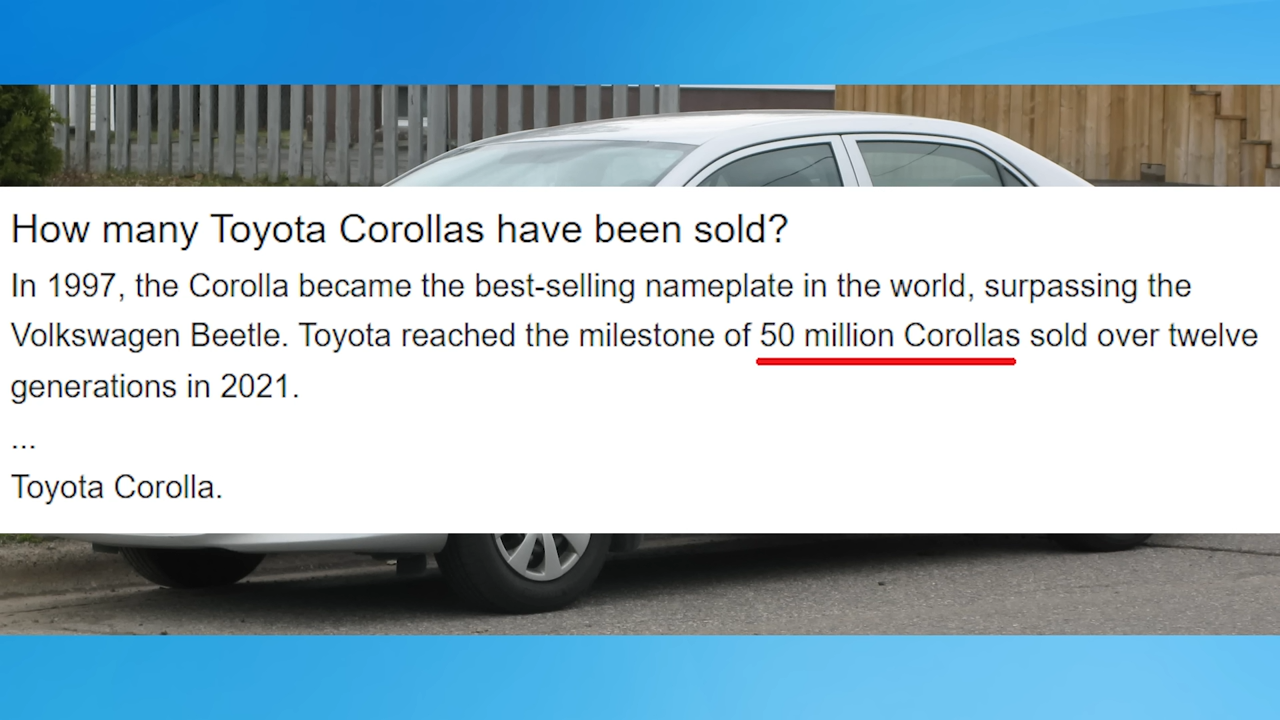 How many Toyota Corollas have been sold?
In 1997, the Corolla became the best-selling nameplate in the world, surpassing the
Volkswagen Beetle. Toyota reached the milestone of 50 million Corollas sold over twelve
generations in 2021.
...
Toyota Corolla.